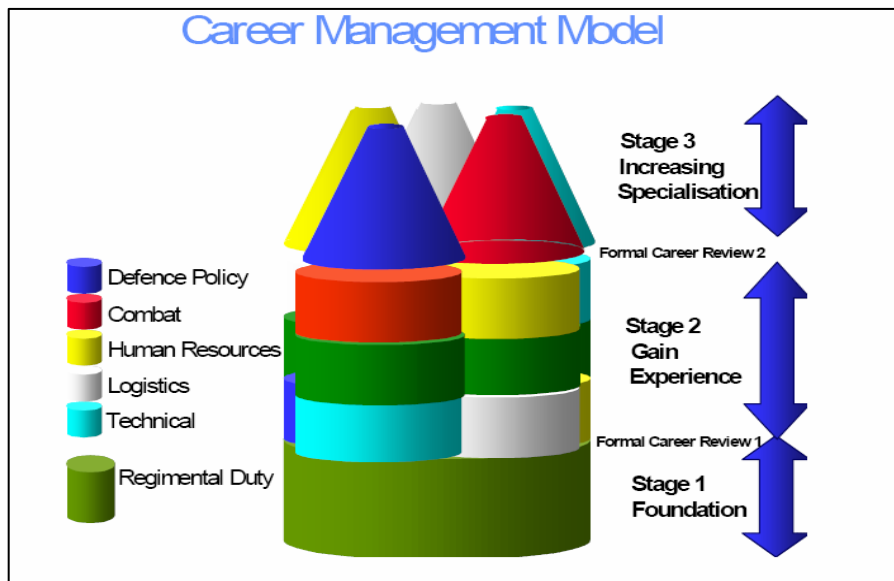 Career Management Model
Stage 3
Increasing
Specialisation
Formal Career Review 2
Defence Policy
Combat
Human Resources
Logistics
Technical
Regimental Duty
Stage 2
Gain
Experience
Formal Career Review 1
Stage 1
Foundation